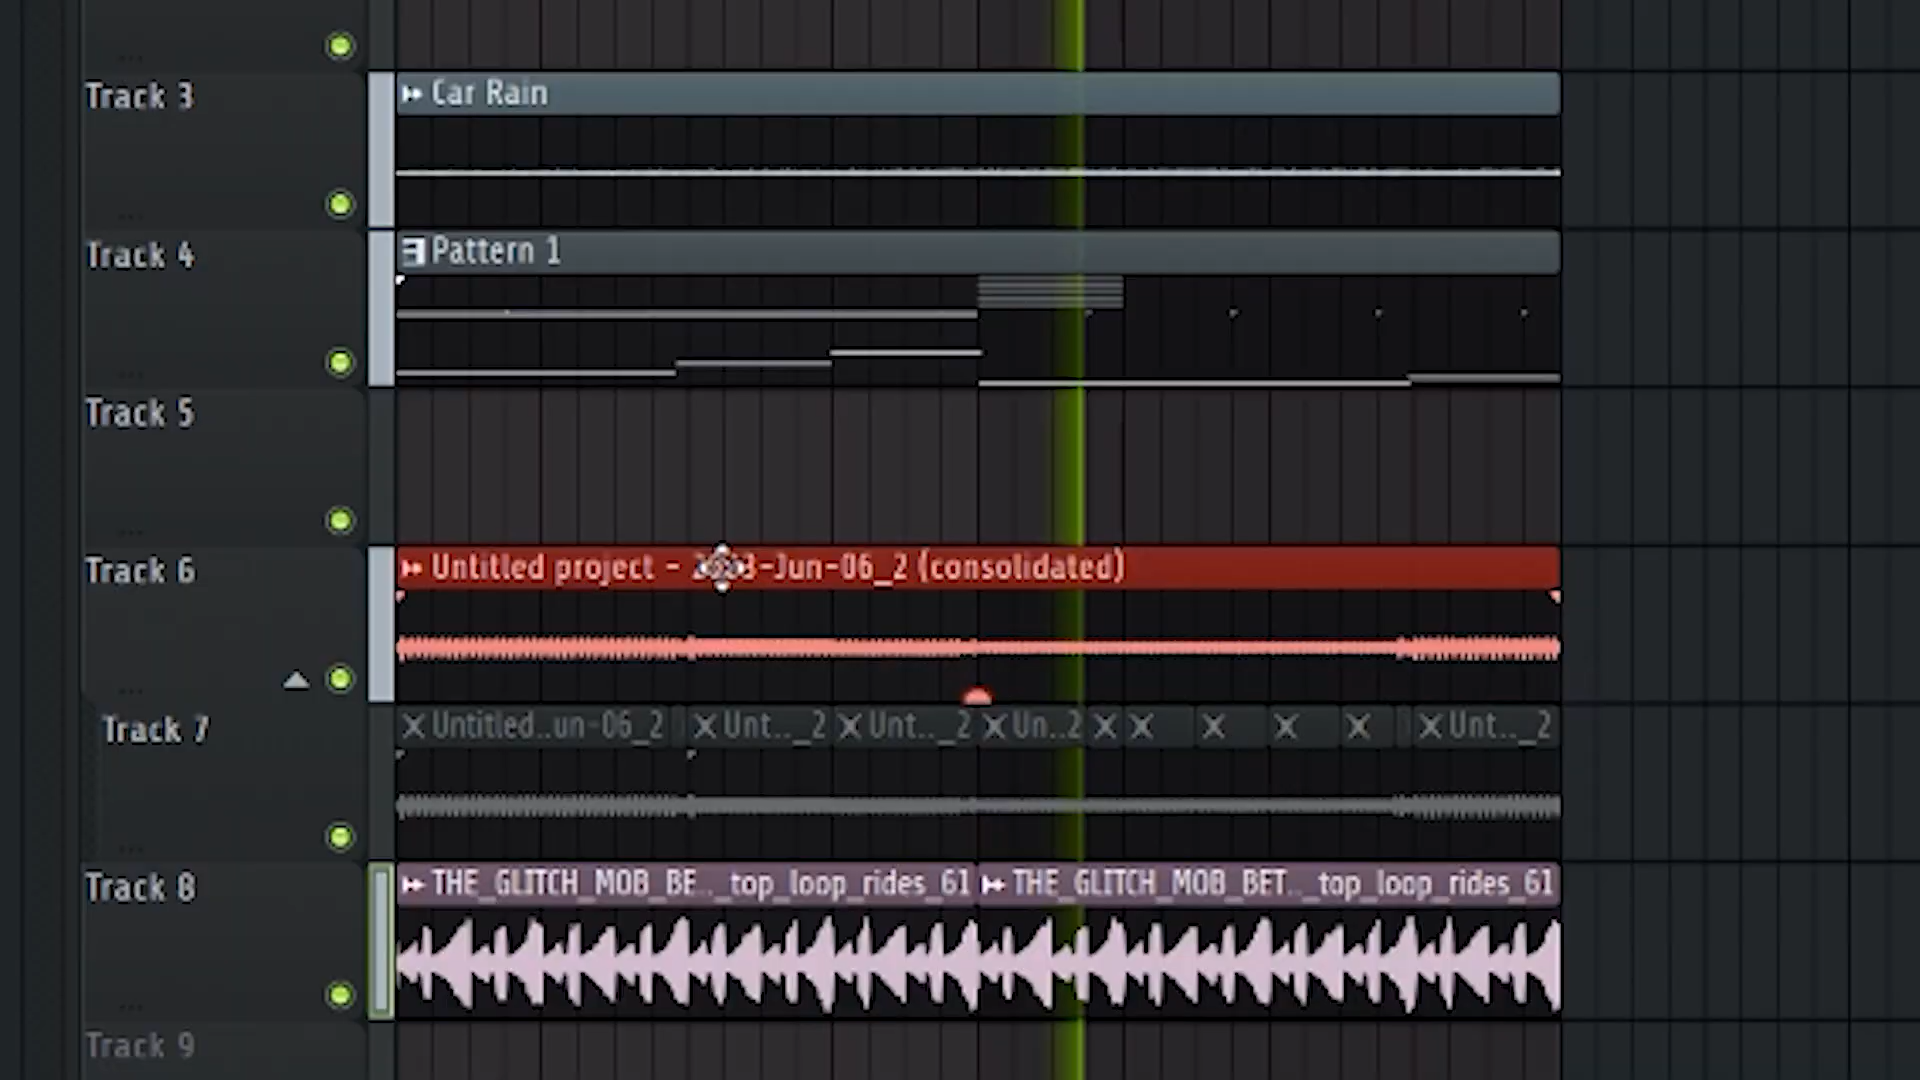 Track 3
Car Rain
Track 4
Pattern 1
Track 5
Track 6
Untitled project - 2023-Jun-06_2 (consolidated)
Track 7
Untitled..un-06_2
Unt.._2
Unt.._2
Un..2
Unt.._2
Track 8
THE_GLITCH_MOB_BE.._top_loop_rides_61
THE_GLITCH_MOB_BET.._top_loop_rides_61
Track 9